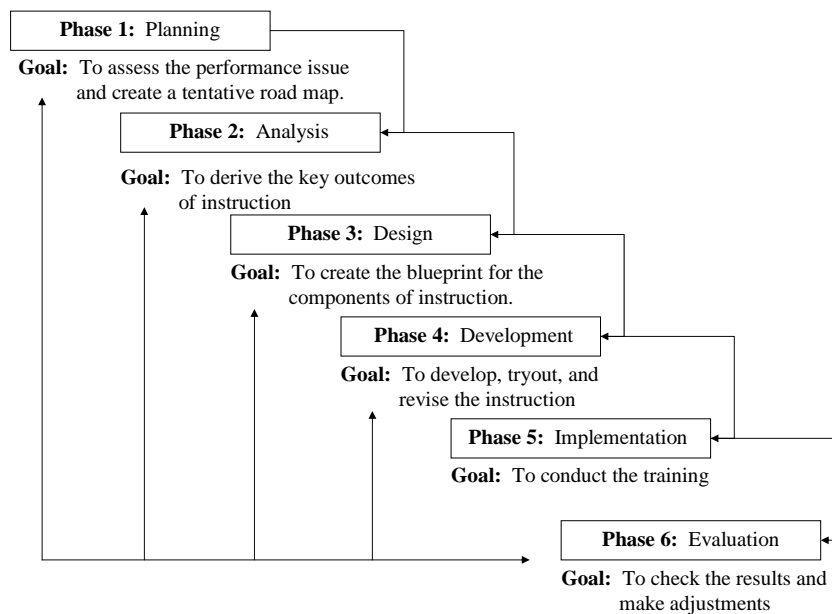 Phase 1: Planning
Goal: To assess the performance issue
and create a tentative road map.
Phase 2: Analysis
Goal: To derive the key outcomes
of instruction
Phase 3: Design
Goal: To create the blueprint for the
components of instruction.
Phase 4: Development
Goal: To develop, tryout, and
revise the instruction
Phase 5: Implementation
Goal: To conduct the training
Phase 6: Evaluation
Goal: To check the results and
make adjustments